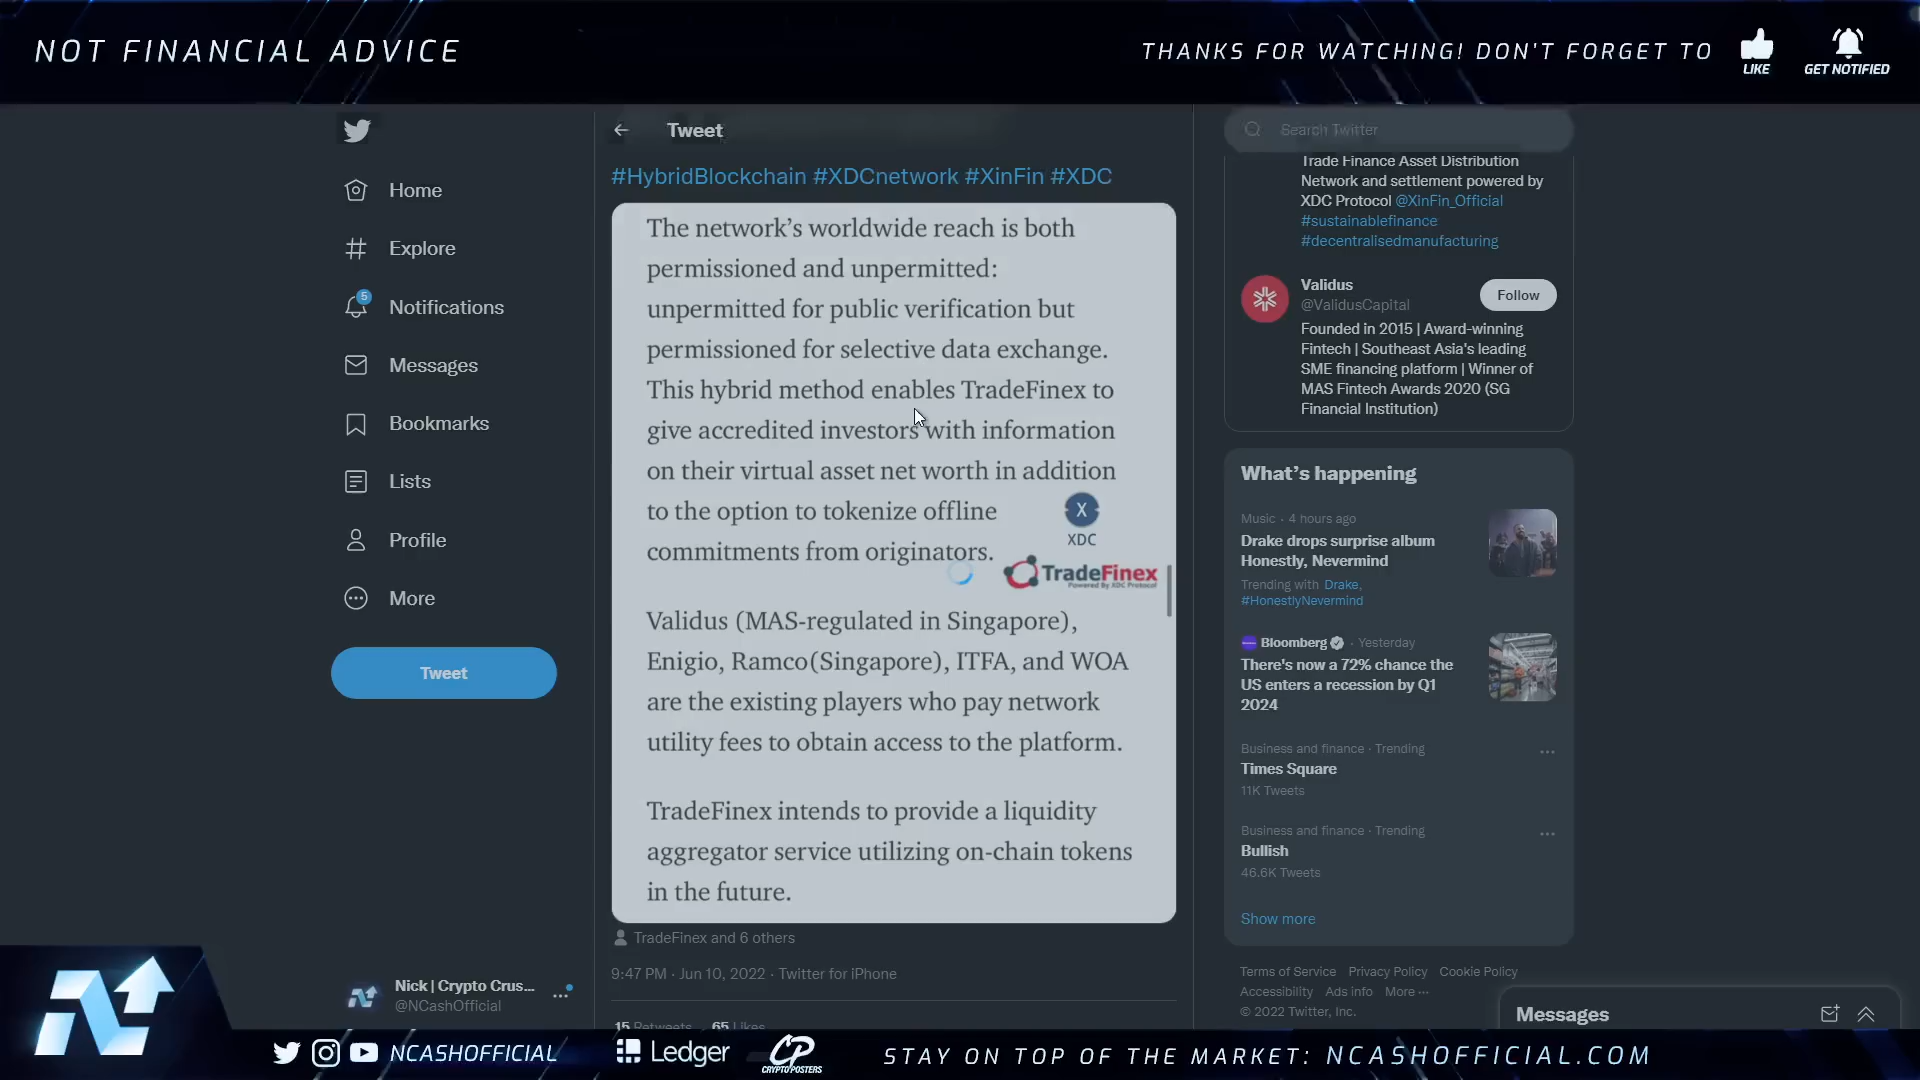 NOT FINANCIAL ADVICE
THANKS FOR WATCHING! DON'T FORGET TO
LIKE
GET NOTIFIED
Home
Explore
5
Notifications
Messages
Bookmarks
Lists
Profile
More
Tweet
Nick | Crypto Crus...
@NCashOfficial
Tweet
#HybridBlockchain #XDCnetwork #XinFin #XDC
The network’s worldwide reach is both
permissioned and unpermitted:
unpermitted for public verification but
permissioned for selective data exchange.
This hybrid method enables TradeFinex to
give accredited investors with information
on their virtual asset net worth in addition
to the option to tokenize offline
commitments from originators.
X
XDC
TradeFinex
Powered By XDC Protocol
Validus (MAS-regulated in Singapore),
Enigio, Ramco(Singapore), ITFA, and WOA
are the existing players who pay network
utility fees to obtain access to the platform.
TradeFinex intends to provide a liquidity
aggregator service utilizing on-chain tokens
in the future.
TradeFinex and 6 others
9:47 PM · Jun 10, 2022 · Twitter for iPhone
15 Retweets 65 Likes
Search Twitter
Trade Finance Asset Distribution
Network and settlement powered by
XDC Protocol @XinFin_Official
#sustainablefinance
#decentralisedmanufacturing
Validus
@ValidusCapital
Follow
Founded in 2015 | Award-winning
Fintech | Southeast Asia's leading
SME financing platform | Winner of
MAS Fintech Awards 2020 (SG
Financial Institution)
What’s happening
Music · 4 hours ago
Drake drops surprise album
Honestly, Nevermind
Trending with Drake,
#HonestlyNevermind
Bloomberg · Yesterday
There's now a 72% chance the
US enters a recession by Q1
2024
Business and finance · Trending
Times Square
11K Tweets
Business and finance · Trending
Bullish
46.6K Tweets
Show more
Terms of Service Privacy Policy Cookie Policy
Accessibility Ads info More ···
© 2022 Twitter, Inc.
Messages
NCASHOFFICIAL
Ledger
CP
CRYPTOPOSTERS
STAY ON TOP OF THE MARKET: NCASHOFFICIAL.COM